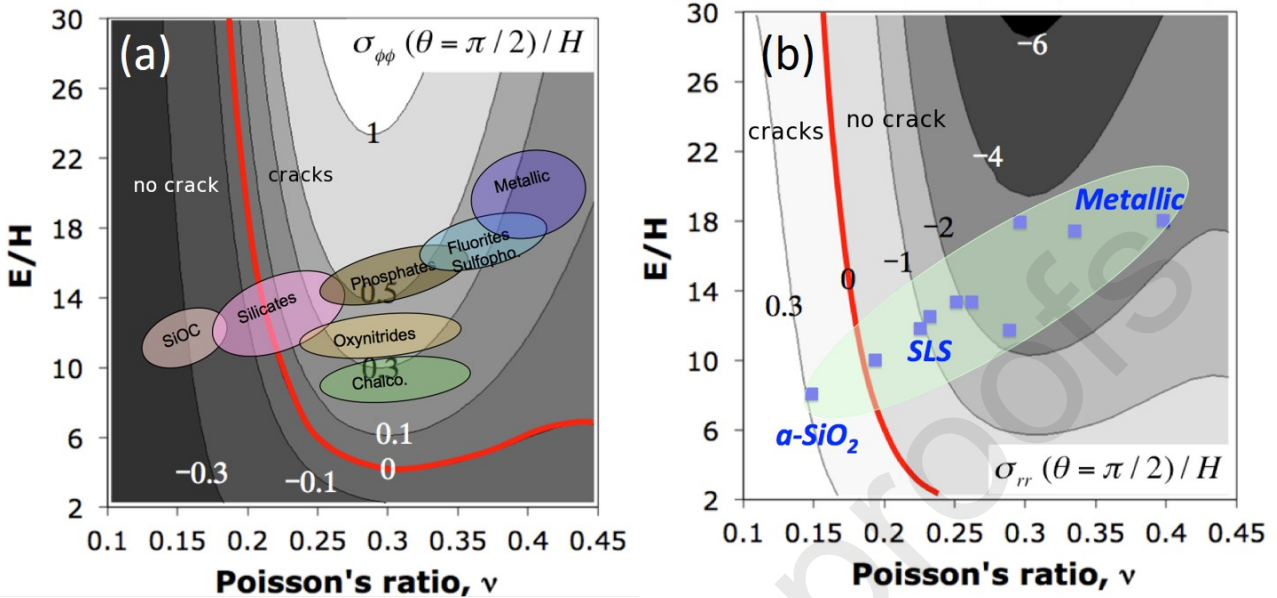 (a)
σϕϕ (θ = π / 2) / H
30
26
22
18
14
10
6
2
E/H
no crack
cracks
1
Metallic
Fluorites
Sulfopho.
Phosphates
0.5
Silicates
SiOC
Oxynitrides
0.3
Chalco.
0.1
0
−0.1
−0.3
0.1 0.15 0.2 0.25 0.3 0.35 0.4 0.45
Poisson's ratio, ν
(b)
30
26
22
18
14
10
6
2
E/H
−6
cracks
no crack
−4
Metallic
−2
−1
0
0.3
SLS
a-SiO2
σrr (θ = π / 2) / H
0.1 0.15 0.2 0.25 0.3 0.35 0.4 0.45
Poisson's ratio, ν
proofs